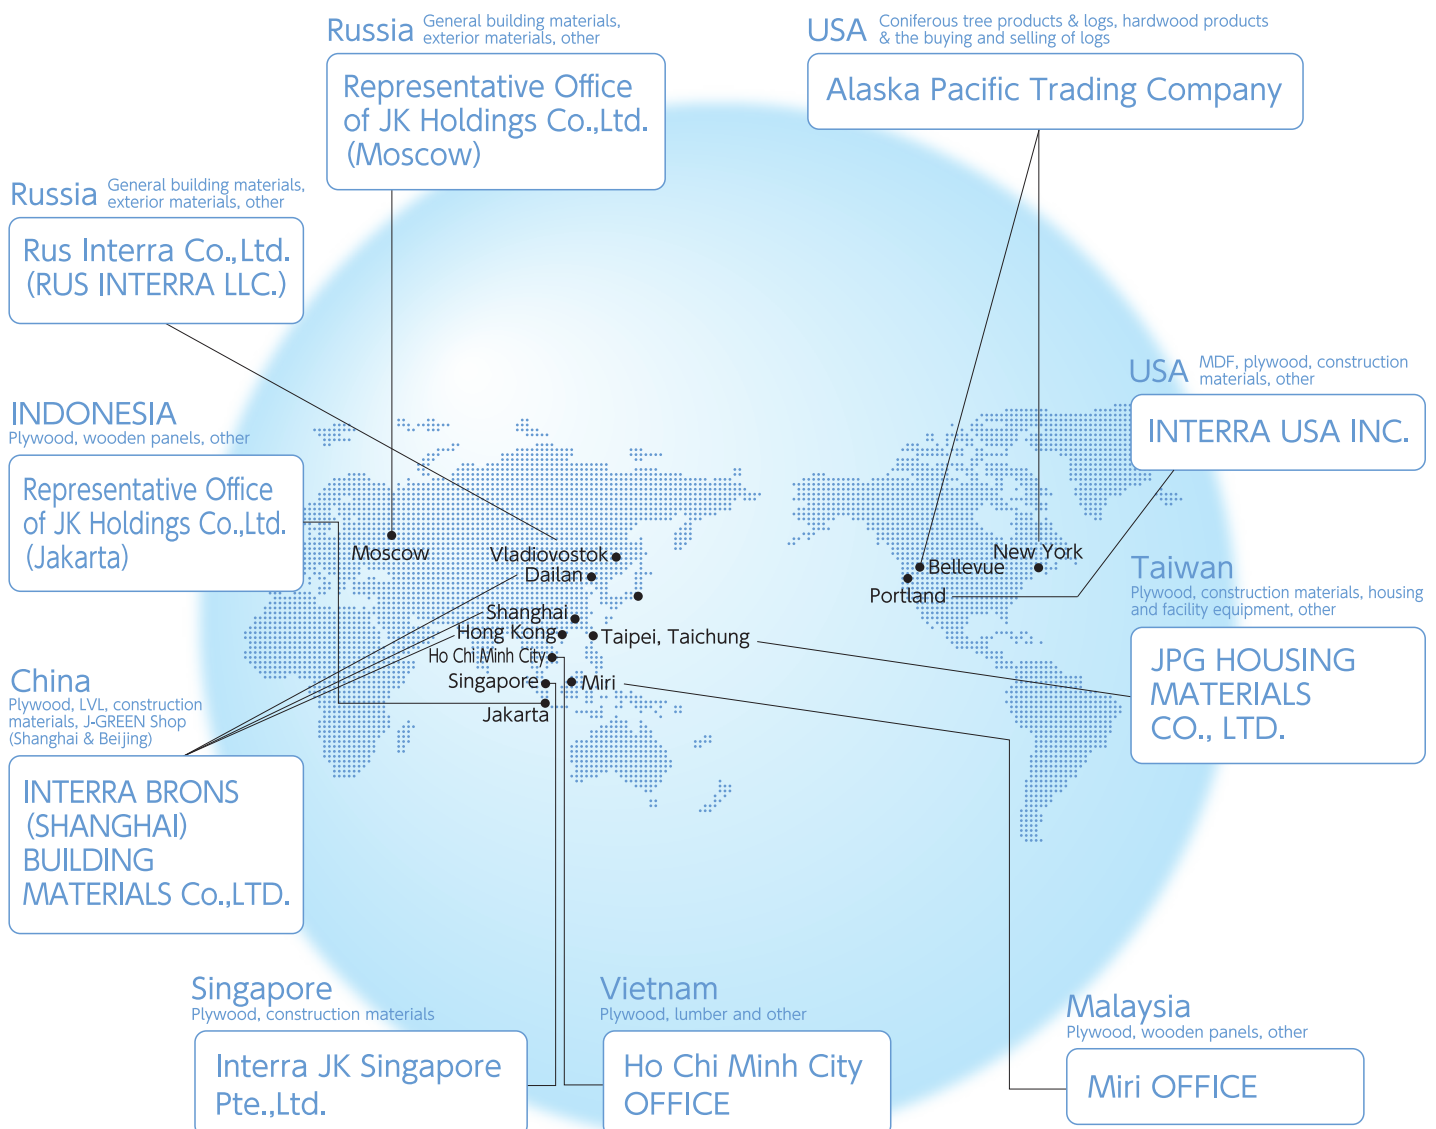 Russia
General building materials,
exterior materials, other
Representative Office
of JK Holdings Co.,Ltd.
(Moscow)
USA
Coniferous tree products & logs, hardwood products
& the buying and selling of logs
Alaska Pacific Trading Company
Russia
General building materials,
exterior materials, other
Rus Interra Co.,Ltd.
(RUS INTERRA LLC.)
USA
MDF, plywood, construction
materials, other
INTERRA USA INC.
INDONESIA
Plywood, wooden panels, other
Representative Office
of JK Holdings Co.,Ltd.
(Jakarta)
Moscow
Vladiovostok
Dailan
Shanghai
Hong Kong
Ho Chi Minh City
Singapore
Jakarta
Taipei, Taichung
Miri
New York
Bellevue
Portland
Taiwan
Plywood, construction materials, housing
and facility equipment, other
JPG HOUSING
MATERIALS
CO., LTD.
China
Plywood, LVL, construction
materials, J-GREEN Shop
(Shanghai & Beijing)
INTERRA BRONS
(SHANGHAI)
BUILDING
MATERIALS Co.,LTD.
Singapore
Plywood, construction materials
Interra JK Singapore
Pte.,Ltd.
Vietnam
Plywood, lumber and other
Ho Chi Minh City
OFFICE
Malaysia
Plywood, wooden panels, other
Miri OFFICE